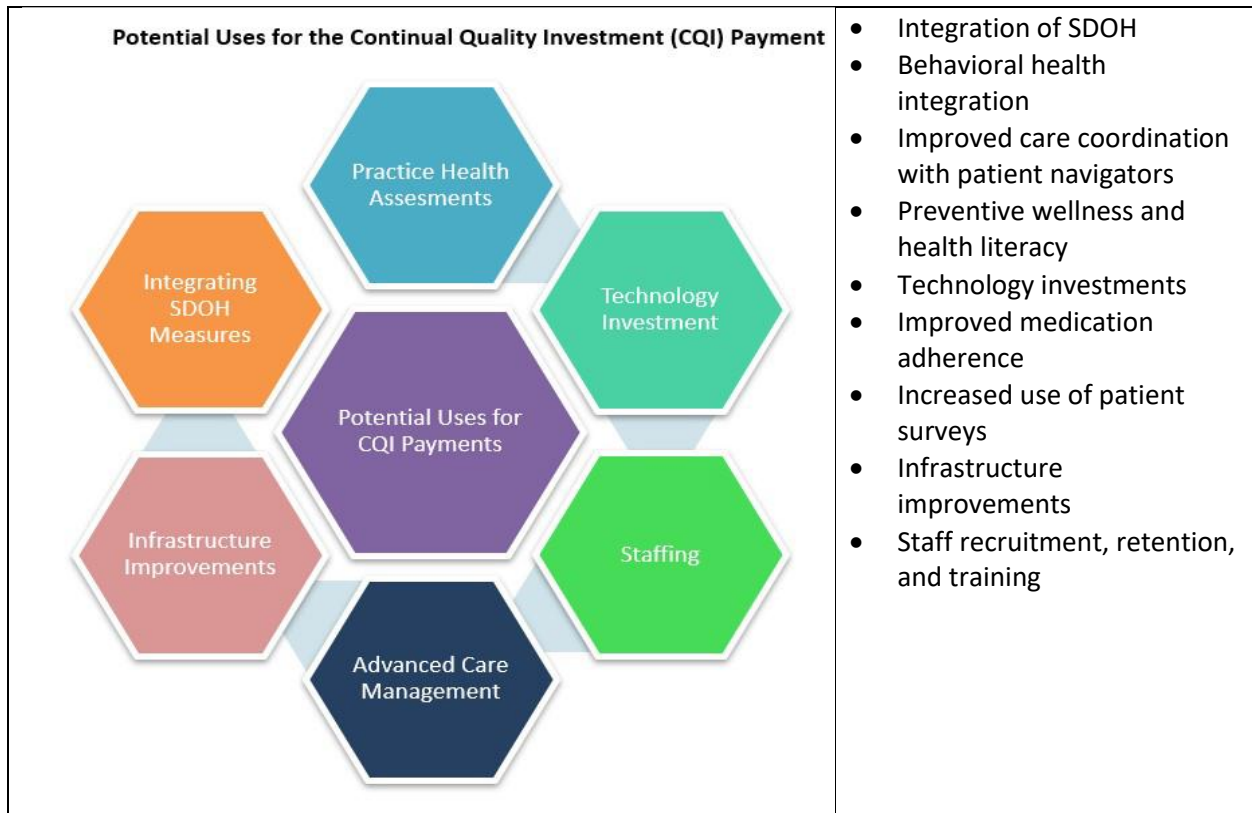 Potential Uses for the Continual Quality Investment (CQI) Payment
Practice Health
Assesments
Technology
Investment
Staffing
Advanced Care
Management
Infrastructure
Improvements
Integrating
SDOH
Measures
Potential Uses for
CQI Payments
• Integration of SDOH
• Behavioral health
integration
• Improved care coordination
with patient navigators
• Preventive wellness and
health literacy
• Technology investments
• Improved medication
adherence
• Increased use of patient
surveys
• Infrastructure
improvements
• Staff recruitment, retention,
and training